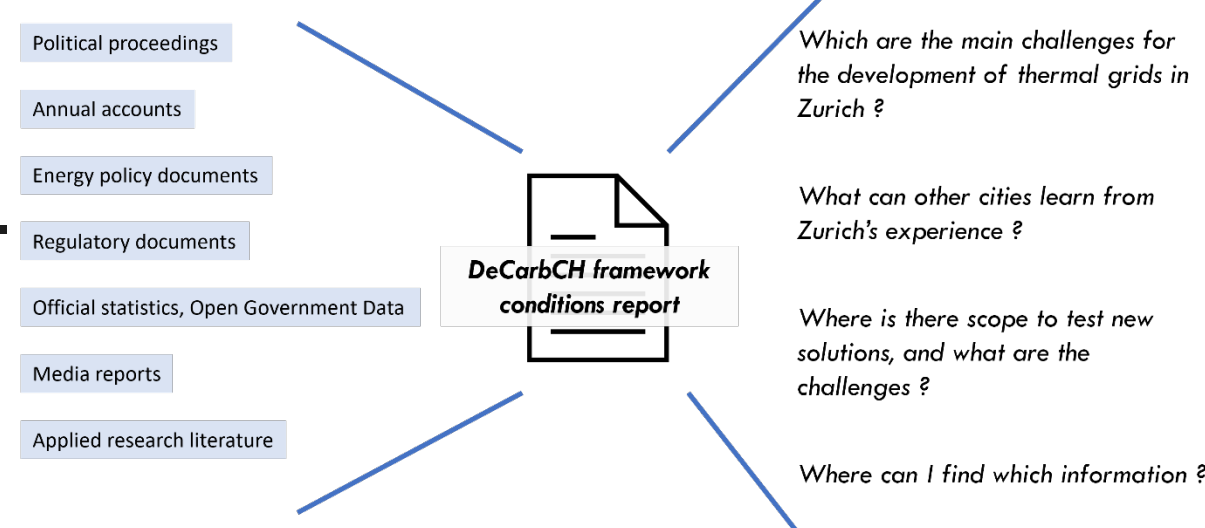 Political proceedings
Annual accounts
Energy policy documents
Regulatory documents
Official statistics, Open Government Data
Media reports
Applied research literature
DeCarbCH framework
conditions report
Which are the main challenges for
the development of thermal grids in
Zurich ?
What can other cities learn from
Zurich’s experience ?
Where is there scope to test new
solutions, and what are the
challenges ?
Where can I find which information ?